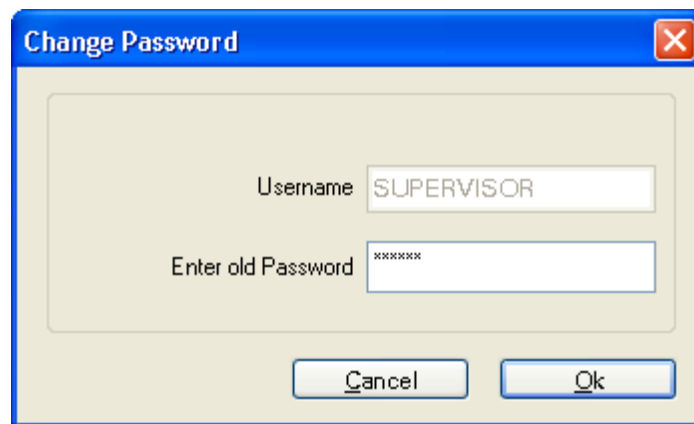 Change Password
Username SUPERVISOR
Enter old Password ××××××
Cancel Ok